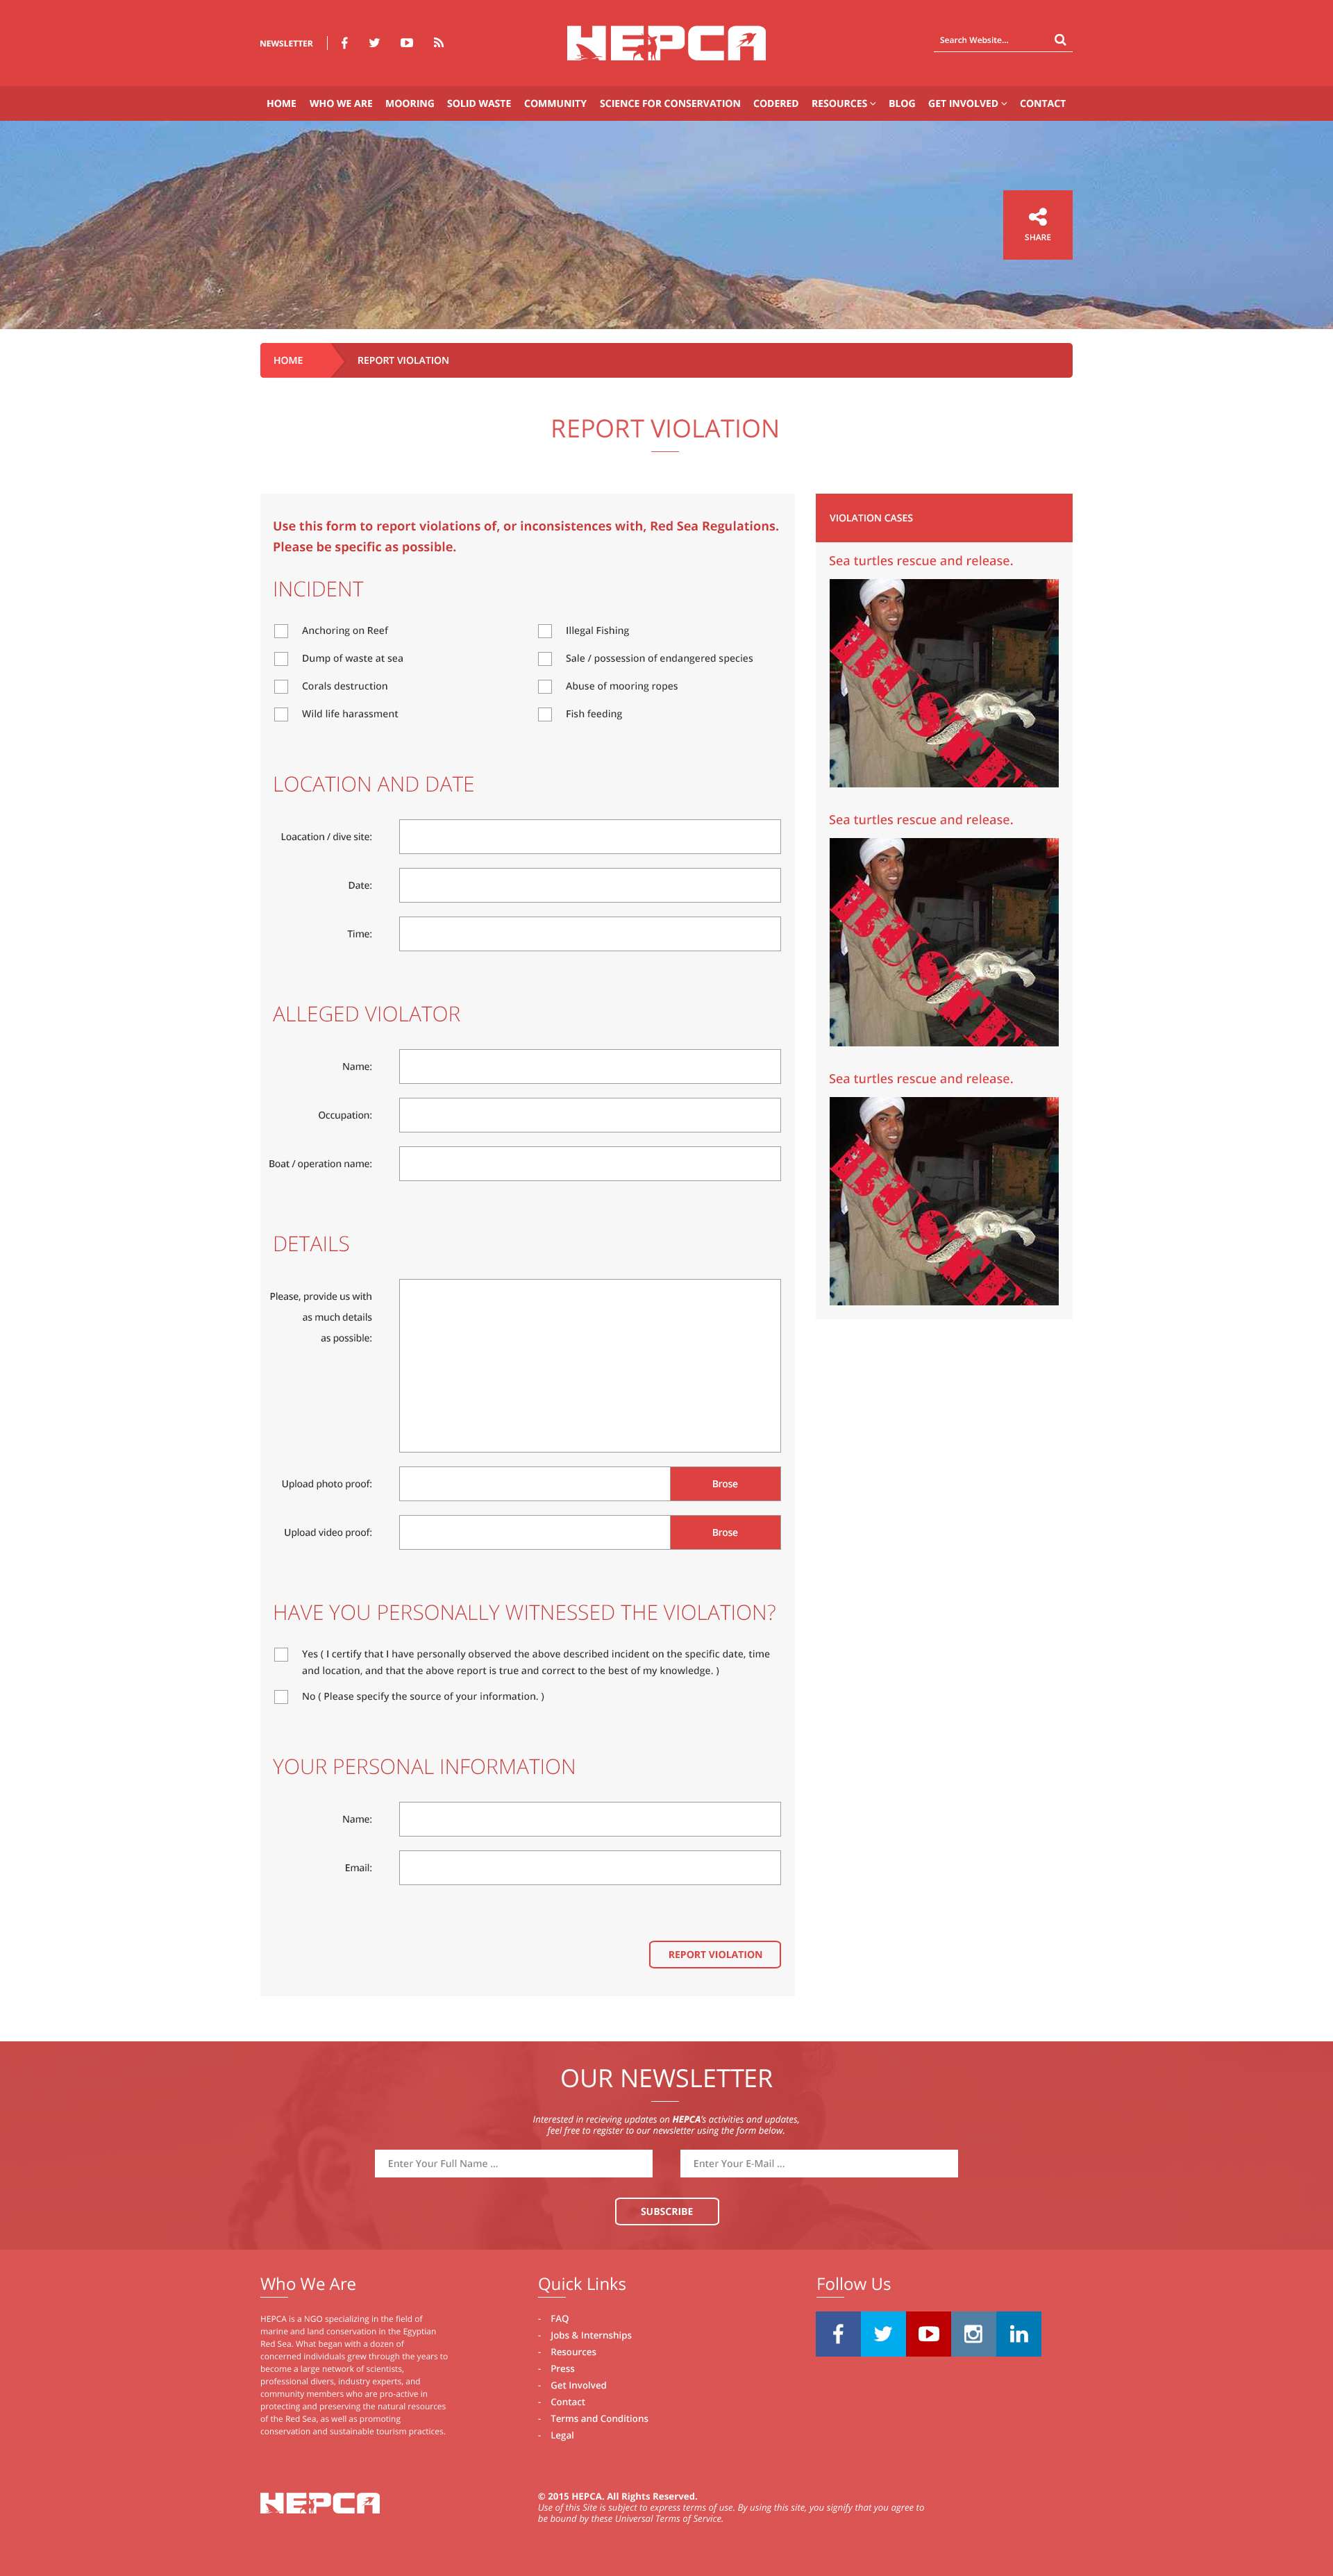 NEWSLETTER
HEPCA
Search Website...
HOME WHO WE ARE MOORING SOLID WASTE COMMUNITY SCIENCE FOR CONSERVATION CODERED RESOURCES BLOG GET INVOLVED CONTACT
SHARE
HOME REPORT VIOLATION
REPORT VIOLATION
Use this form to report violations of, or inconsistences with, Red Sea Regulations.
Please be specific as possible.
INCIDENT
Anchoring on Reef
Illegal Fishing
Dump of waste at sea
Sale / possession of endangered species
Corals destruction
Abuse of mooring ropes
Wild life harassment
Fish feeding
LOCATION AND DATE
Loacation / dive site:
Date:
Time:
ALLEGED VIOLATOR
Name:
Occupation:
Boat / operation name:
DETAILS
Please, provide us with
as much details
as possible:
Upload photo proof:
Brose
Upload video proof:
Brose
HAVE YOU PERSONALLY WITNESSED THE VIOLATION?
Yes ( I certify that I have personally observed the above described incident on the specific date, time
and location, and that the above report is true and correct to the best of my knowledge. )
No ( Please specify the source of your information. )
YOUR PERSONAL INFORMATION
Name:
Email:
REPORT VIOLATION
VIOLATION CASES
Sea turtles rescue and release.
BUSTED
Sea turtles rescue and release.
BUSTED
Sea turtles rescue and release.
BUSTED
OUR NEWSLETTER
Interested in recieving updates on HEPCA's activities and updates,
feel free to register to our newsletter using the form below.
Enter Your Full Name ...
Enter Your E-Mail ...
SUBSCRIBE
Who We Are
HEPCA is a NGO specializing in the field of
marine and land conservation in the Egyptian
Red Sea. What began with a dozen of
concerned individuals grew through the years to
become a large network of scientists,
professional divers, industry experts, and
community members who are pro-active in
protecting and preserving the natural resources
of the Red Sea, as well as promoting
conservation and sustainable tourism practices.
Quick Links
- FAQ
- Jobs & Internships
- Resources
- Press
- Get Involved
- Contact
- Terms and Conditions
- Legal
Follow Us
HEPCA
© 2015 HEPCA. All Rights Reserved.
Use of this Site is subject to express terms of use. By using this site, you signify that you agree to
be bound by these Universal Terms of Service.